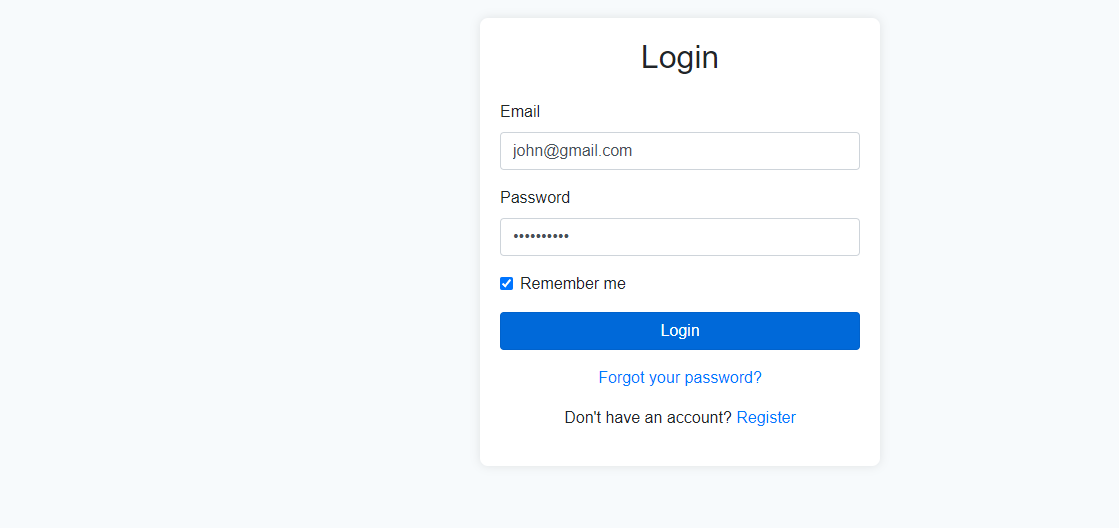 Login
Email
john@gmail.com
Password
••••••••••
Remember me
Login
Forgot your password?
Don't have an account? Register